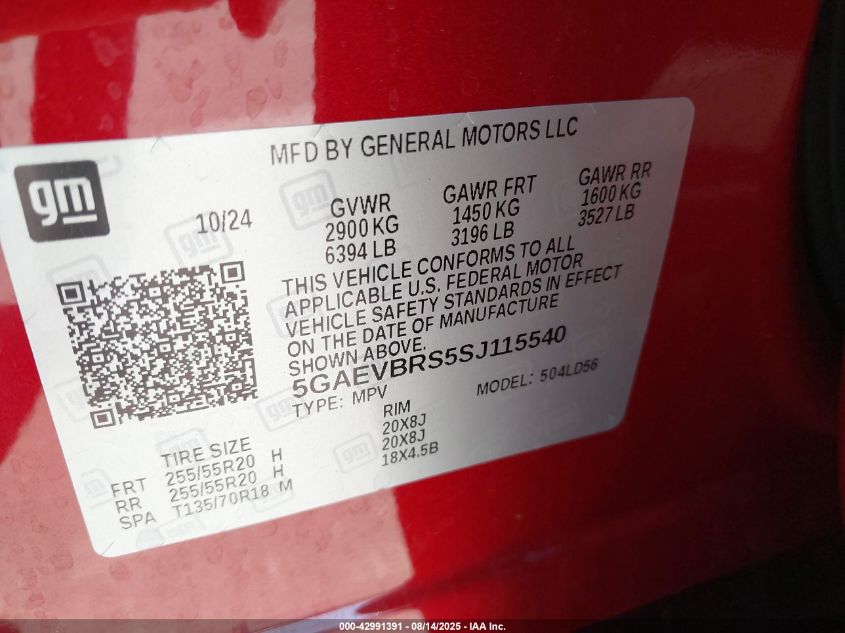 MFD BY GENERAL MOTORS LLC
gm
10/24
GVWR
2900 KG
6394 LB
GAWR FRT
1450 KG
3196 LB
GAWR RR
1600 KG
3527 LB
THIS VEHICLE CONFORMS TO ALL
APPLICABLE U.S. FEDERAL MOTOR
VEHICLE SAFETY STANDARDS IN EFFECT
ON THE DATE OF MANUFACTURE
SHOWN ABOVE.
5GAEVBRS5SJ115540
TYPE: MPV
MODEL: 504LD56
TIRE SIZE
RIM
FRT 255/55R20 H 20X8J
RR 255/55R20 H 20X8J
SPA T135/70R18 M 18X4.5B
000-42991391 - 08/14/2025 - IAA Inc.